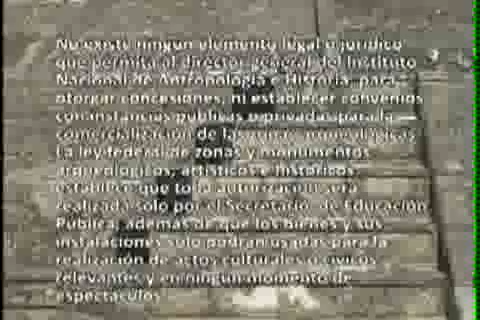 No existe ningún elemento legal o jurídico
que permita al director general del Instituto
Nacional de Antropología e Historia, para
otorgar concesiones, ni establecer convenios
con instancias públicas o privadas para la
comercialización de las zonas arqueológicas.
La ley federal de zonas y monumentos
arqueológicos, artísticos e históricos
establece que toda autorización será
realizada solo por el Secretario de Educación
Pública, además de que los bienes y sus
instalaciones solo podrán usadas para la
realización de actos culturales o cívicos
relevantes y en ningún momento de
espectáculos